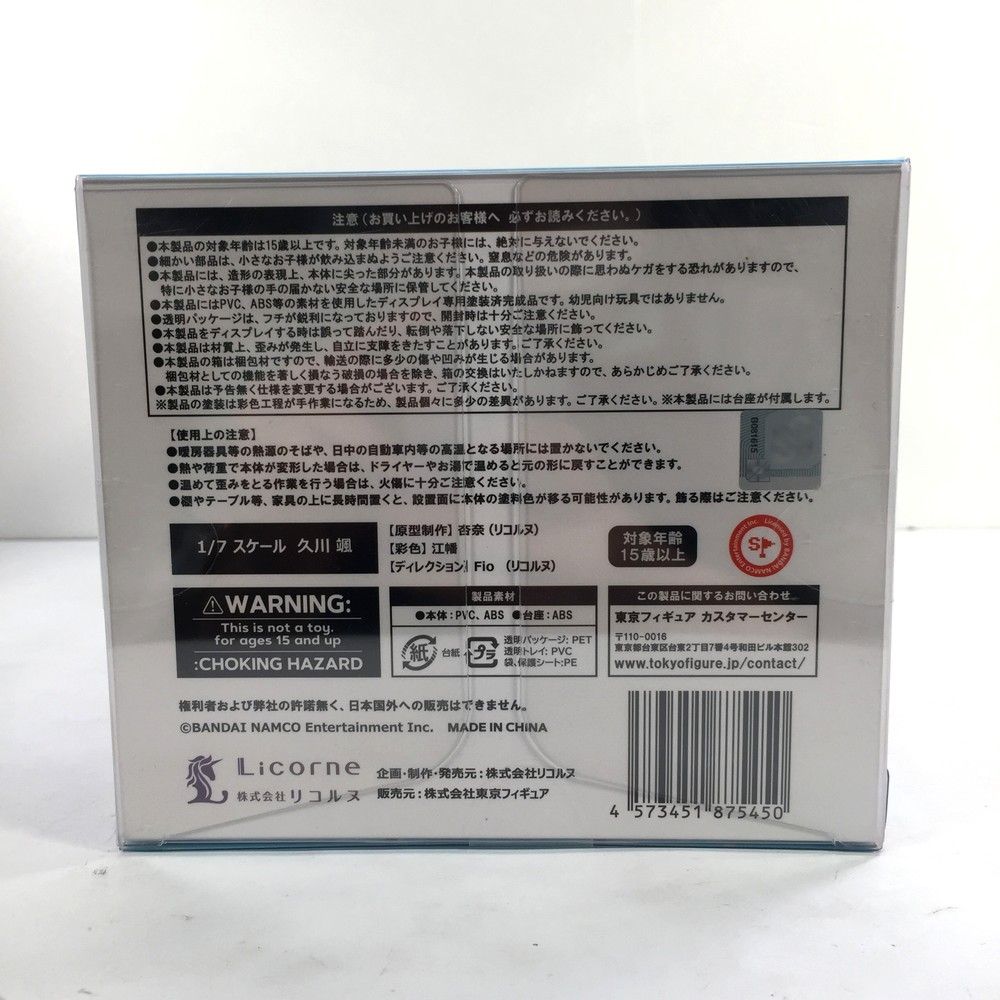 注意(お買い上げのお客様へ 必ずお読みください。)
●本製品の対象年齢は15歳以上です。対象年齢未満のお子様には、絶対に与えないでください。
●細かい部品は、小さなお子様が飲み込まぬようご注意ください。窒息などの危険があります。
●本製品には、造形の表現上、本体に尖った部分があります。本製品の取り扱いの際に思わぬケガをする恐れがありますので、
特に小さなお子様の手の届かない安全な場所に保管してください。
●本製品にはPVC、ABS等の素材を使用したディスプレイ専用塗装済完成品です。幼児向け玩具ではありません。
●透明パッケージは、フチが鋭利になっておりますので、開封時は十分ご注意ください。
●本製品をディスプレイする時は誤って踏んだり、転倒や落下しない安全な場所に飾ってください。
●本製品は材質上、歪みが発生し、自立に支障をきたすことがあります。ご了承ください。
●本製品の箱は梱包材ですので、輸送の際に多少の傷や凹みが生じる場合があります。
梱包材としての機能を著しく損なう破損の場合を除き、箱の交換はいたしかねますので、あらかじめご了承ください。
●本製品は予告無く仕様を変更する場合がございます。ご了承ください。
※製品の塗装は彩色工程が手作業になるため、製品個々に多少の差異があります。ご了承ください。※本製品には台座が付属します。
B0816615
【使用上の注意】
●暖房器具等の熱源のそばや、日中の自動車内等の高温となる場所には置かないでください。
●熱や荷重で本体が変形した場合は、ドライヤーやお湯で温めると元の形に戻すことができます。
●温めて歪みをとる作業を行う場合は、火傷に十分ご注意ください。
●棚やテーブル等、家具の上に長時間置くと、設置面に本体の塗料色が移る可能性があります。飾る際はご注意ください。
1/7 スケール 久川 颯
【原型制作】杏奈(リコルヌ)
【彩色】江幡
【ディレクション】Fio (リコルヌ)
対象年齢
15歳以上
Licensed by BANDAI NAMCO Entertainment Inc.
⚠WARNING:
This is not a toy.
for ages 15 and up
:CHOKING HAZARD
製品素材
●本体:PVC、ABS ●台座:ABS
紙 台紙 プラ
透明パッケージ:PET
透明トレイ:PVC
袋、保護シート:PE
この製品に関するお問い合わせ
東京フィギュア カスタマーセンター
〒110-0016
東京都台東区台東2丁目7番4号和田ビル本館302
www.tokyofigure.jp/contact/
権利者および弊社の許諾無く、日本国外への販売はできません。
©BANDAI NAMCO Entertainment Inc. MADE IN CHINA
Licorne
株式会社リコルヌ
企画・制作・発売元:株式会社リコルヌ
販売元:株式会社東京フィギュア
4 573451 875450